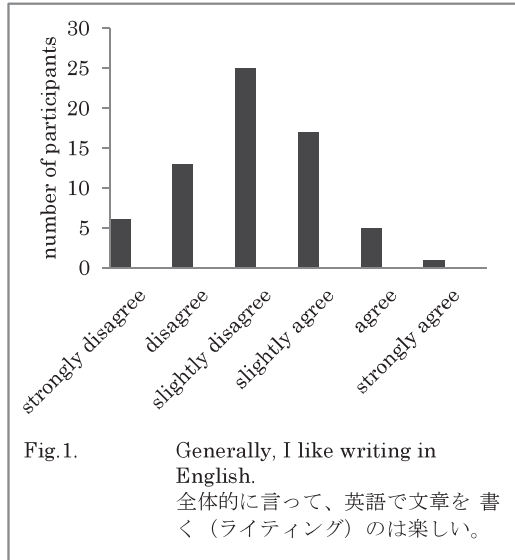 number of participants
30
25
20
15
10
5
0
strongly disagree
disagree
slightly disagree
slightly agree
agree
strongly agree
Fig.1.
Generally, I like writing in
English.
全体的に言って、英語で文章を 書
く（ライティング）のは楽しい。